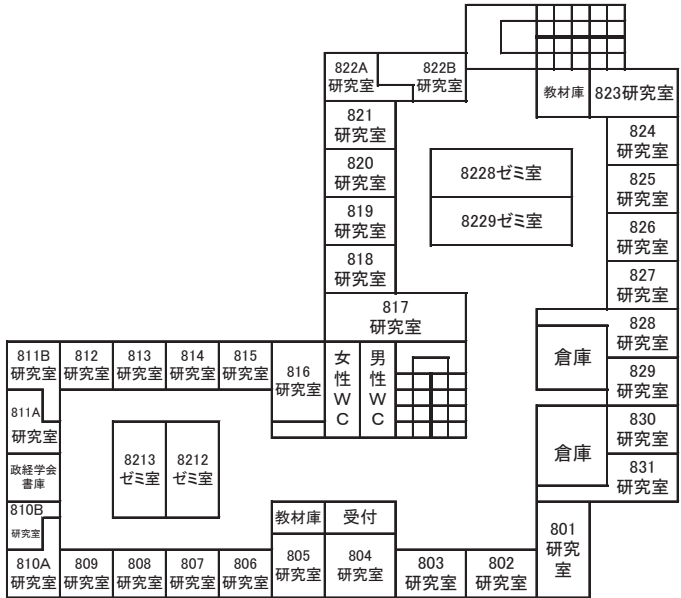 822A
研究室
822B
研究室
教材庫
823研究室
821
研究室
824
研究室
820
研究室
8228ゼミ室
825
研究室
819
研究室
8229ゼミ室
826
研究室
818
研究室
827
研究室
817
研究室
828
研究室
倉庫
811B
研究室
812
研究室
813
研究室
814
研究室
815
研究室
816
研究室
女性WC
男性WC
829
研究室
811A
研究室
830
研究室
倉庫
政経学会
書庫
8213
ゼミ室
8212
ゼミ室
831
研究室
810B
研究室
教材庫
受付
801
研究
室
810A
研究室
809
研究室
808
研究室
807
研究室
806
研究室
805
研究室
804
研究室
803
研究室
802
研究室